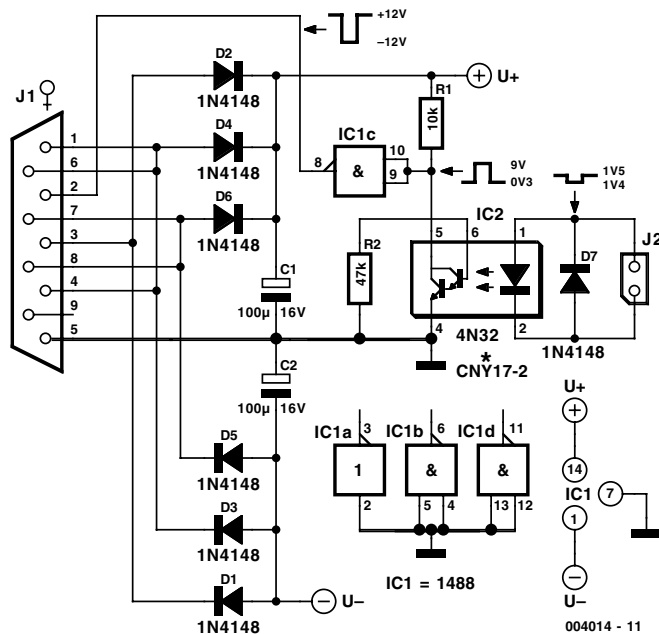 +12V
–12V
J1
D2
1N4148
U+
R1
10k
1
D4
1N4148
6
IC1c
10
8
9
&
2
9V
0V3
1V5
1V4
7
D6
1N4148
IC2
3
5
6
1
J2
8
R2
47k
D7
4
C1
100µ
16V
9
4
2
5
4N32
*
CNY17-2
1N4148
C2
100µ
16V
U+
+
D5
1N4148
IC1a
3
IC1b
6
IC1d
11
1
&
&
14
IC1
7
2
5
4
13
12
1
D3
1N4148
IC1 = 1488
D1
1N4148
U–
U–
004014 - 11